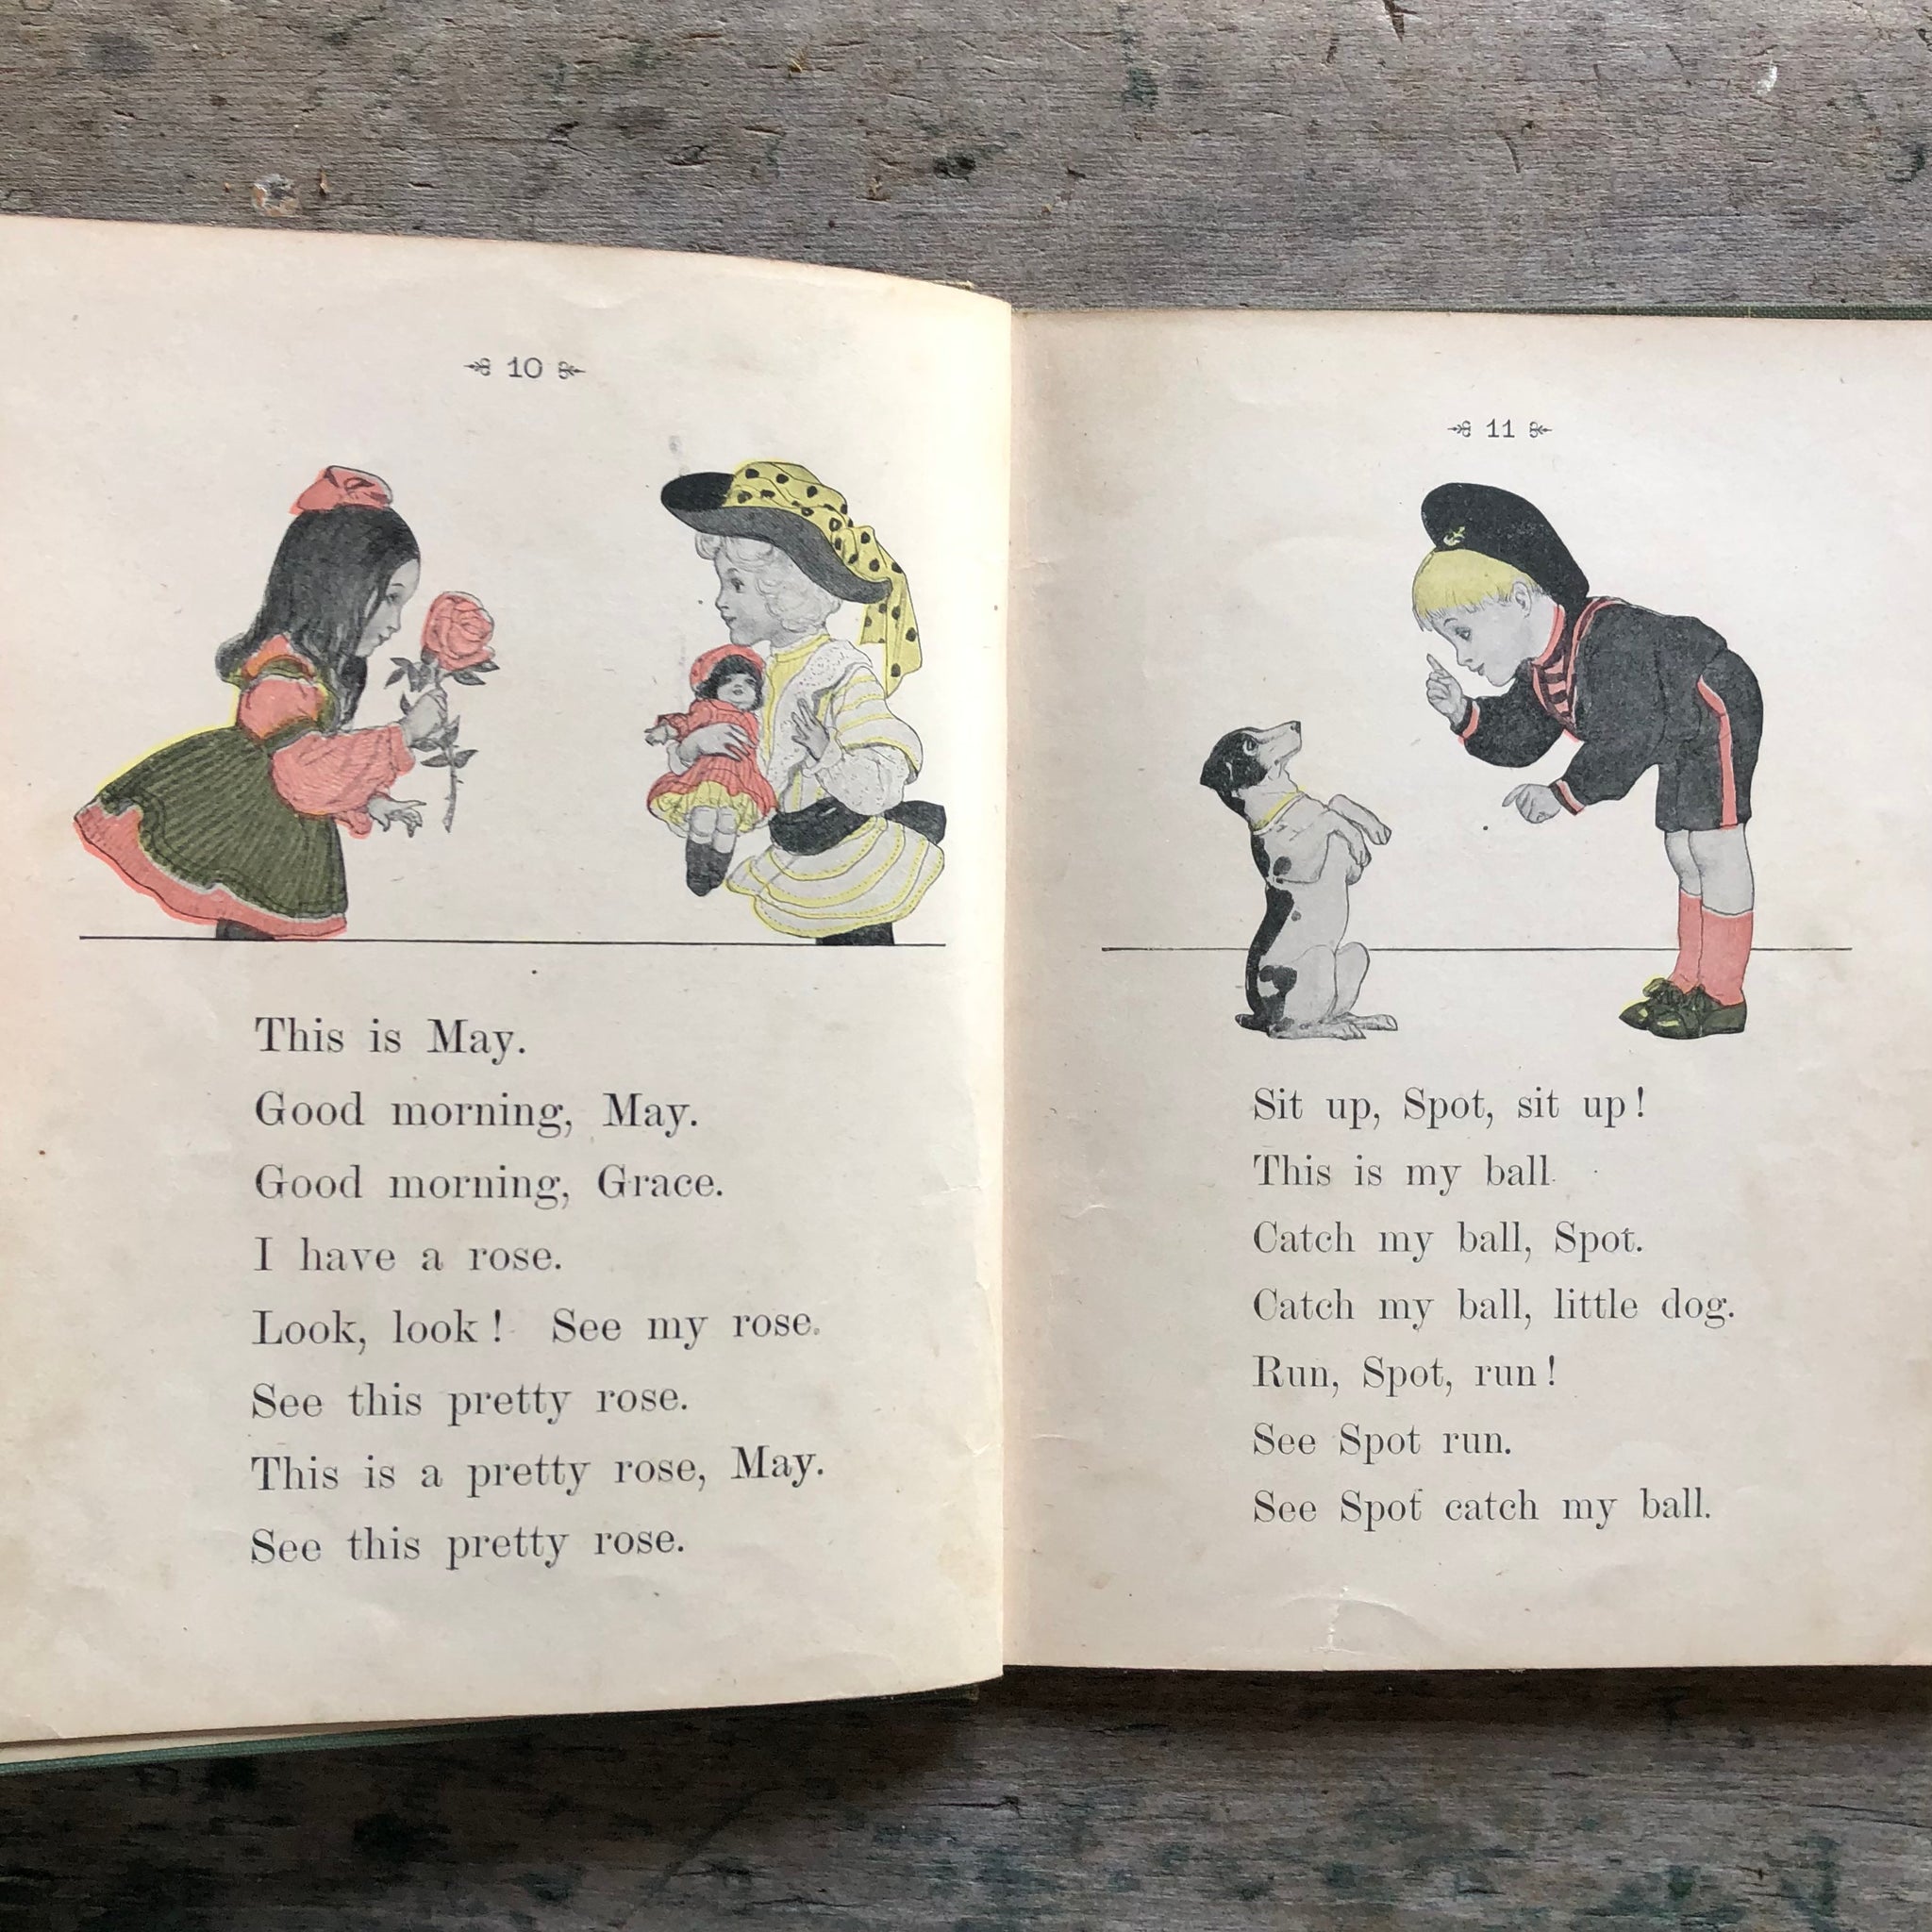 10
This is May.
Good morning, May.
Good morning, Grace.
I have a rose.
Look, look! See my rose.
See this pretty rose.
This is a pretty rose, May.
See this pretty rose.
11
Sit up, Spot, sit up!
This is my ball.
Catch my ball, Spot.
Catch my ball, little dog.
Run, Spot, run!
See Spot run.
See Spot catch my ball.